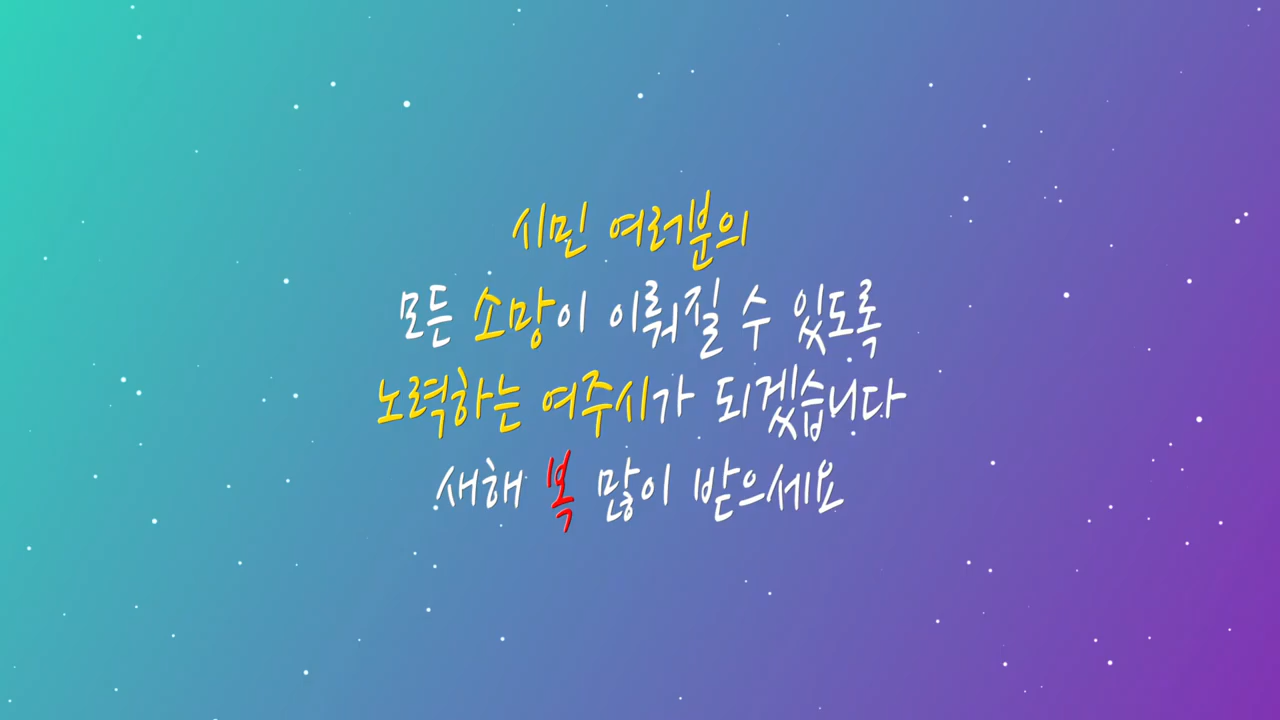 시민 여러분의
모든 소망이 이뤄질 수 있도록
노력하는 여주시가 되겠습니다
새해 복 많이 받으세요